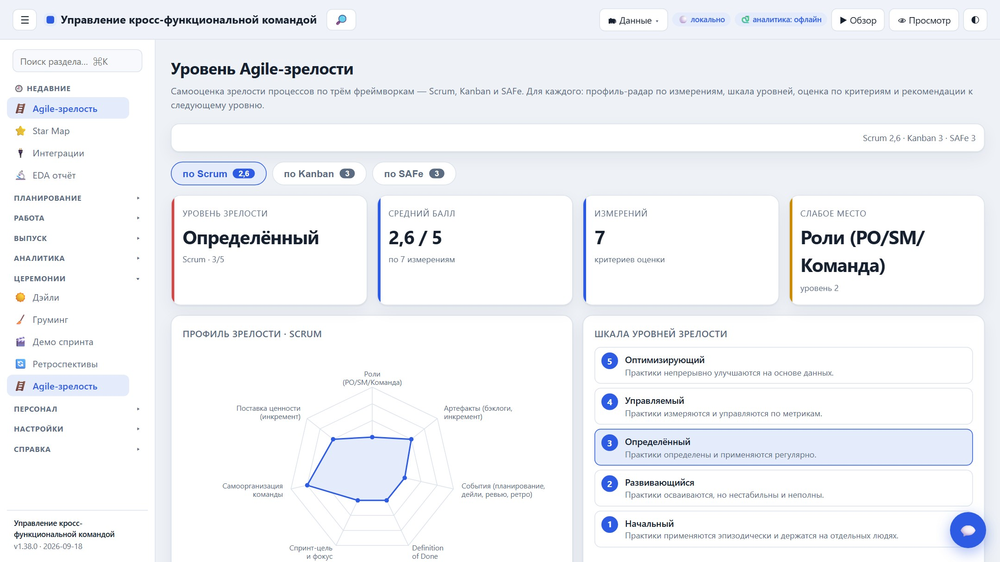 Управление кросс-функциональной командой
Данные
локально
аналитика: офлайн
Обзор
Просмотр
Поиск раздела... ⌘K
НЕДАВНИЕ
Agile-зрелость
Star Map
Интеграции
EDA отчёт
ПЛАНИРОВАНИЕ
РАБОТА
ВЫПУСК
АНАЛИТИКА
ЦЕРЕМОНИИ
Дэйли
Груминг
Демо спринта
Ретроспективы
Agile-зрелость
ПЕРСОНАЛ
НАСТРОЙКИ
СПРАВКА
Управление кросс-
функциональной командой
v1.38.0 · 2026-09-18
Уровень Agile-зрелости
Самооценка зрелости процессов по трём фреймворкам — Scrum, Kanban и SAFe. Для каждого: профиль-радар по измерениям, шкала уровней, оценка по критериям и рекомендации к
следующему уровню.
Scrum 2,6 · Kanban 3 · SAFe 3
по Scrum 2,6
по Kanban 3
по SAFe 3
УРОВЕНЬ ЗРЕЛОСТИ
Определённый
Scrum · 3/5
СРЕДНИЙ БАЛЛ
2,6 / 5
по 7 измерениям
ИЗМЕРЕНИЙ
7
критериев оценки
СЛАБОЕ МЕСТО
Роли (PO/SM/
Команда)
уровень 2
ПРОФИЛЬ ЗРЕЛОСТИ · SCRUM
Роли
(PO/SM/Команда)
Артефакты (бэклоги,
инкремент)
События (планирование,
дейли, ревью, ретро)
Definition
of Done
Спринт-цель
и фокус
Самоорганизация
команды
Поставка ценности
(инкремент)
ШКАЛА УРОВНЕЙ ЗРЕЛОСТИ
5 Оптимизирующий
Практики непрерывно улучшаются на основе данных.
4 Управляемый
Практики измеряются и управляются по метрикам.
3 Определённый
Практики определены и применяются регулярно.
2 Развивающийся
Практики осваиваются, но нестабильны и неполны.
1 Начальный
Практики применяются эпизодически и держатся на отдельных людях.